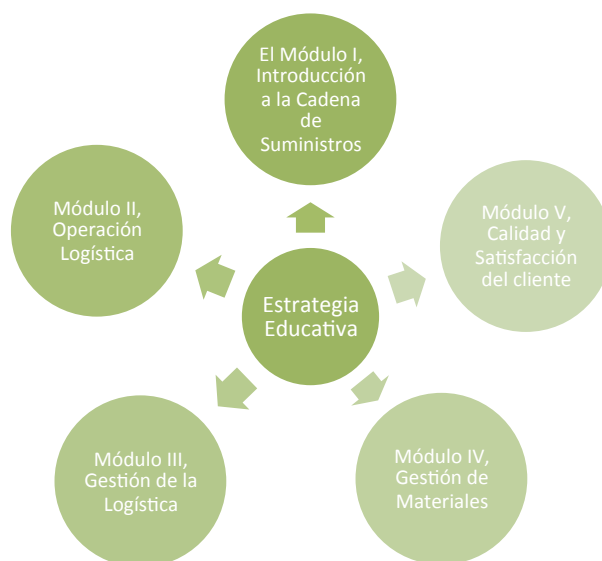 El Módulo I,
Introducción
a la Cadena
de
Suministros
Módulo II,
Operación
Logística
Módulo V,
Calidad y
Satisfacción
del cliente
Estrategia
Educativa
Módulo III,
Gestión de la
Logística
Módulo IV,
Gestión de
Materiales